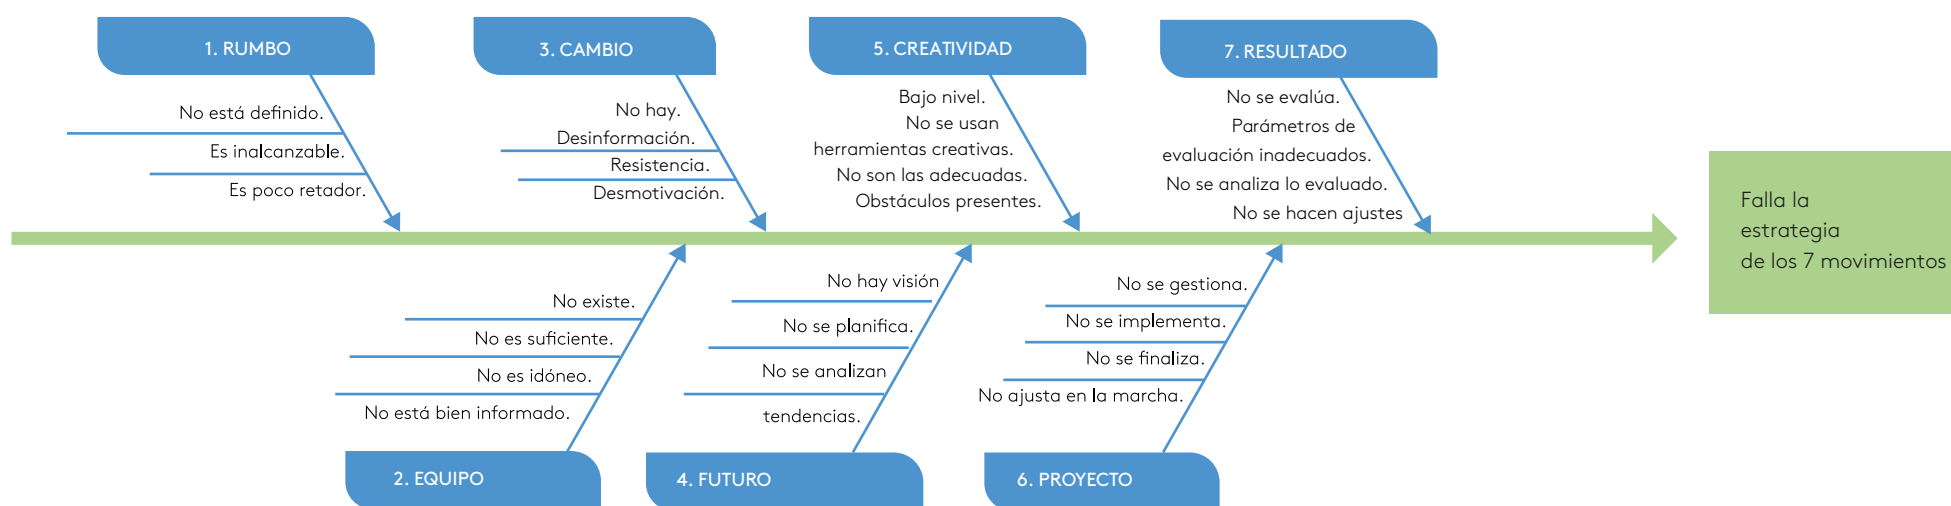 1. RUMBO
No está definido.
Es inalcanzable.
Es poco retador.
3. CAMBIO
No hay.
Desinformación.
Resistencia.
Desmotivación.
5. CREATIVIDAD
Bajo nivel.
No se usan
herramientas creativas.
No son las adecuadas.
Obstáculos presentes.
7. RESULTADO
No se evalúa.
Parámetros de
evaluación inadecuados.
No se analiza lo evaluado.
No se hacen ajustes
Falla la
estrategia
de los 7 movimientos
No existe.
No es suficiente.
No es idóneo.
No está bien informado.
2. EQUIPO
No hay visión
No se planifica.
No se analizan
tendencias.
4. FUTURO
No se gestiona.
No se implementa.
No se finaliza.
No ajusta en la marcha.
6. PROYECTO